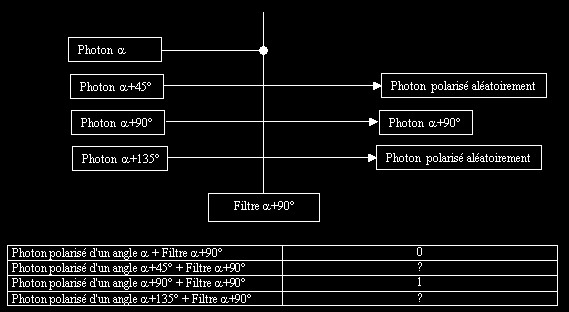 Photon α
Photon α+45°
Photon polarisé aléatoirement
Photon α+90°
Photon α+90°
Photon α+135°
Photon polarisé aléatoirement
Filtre α+90°
Photon polarisé d'un angle α + Filtre α+90° 0
Photon polarisé d'un angle α+45° + Filtre α+90° ?
Photon polarisé d'un angle α+90° + Filtre α+90° 1
Photon polarisé d'un angle α+135° + Filtre α+90° ?